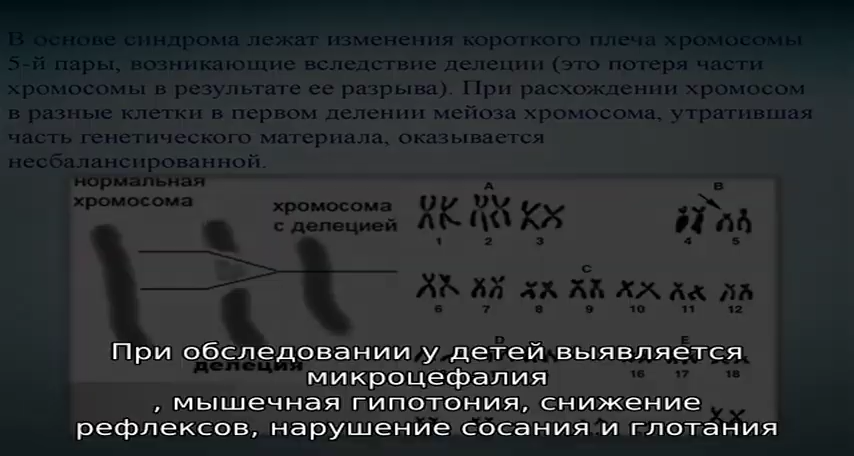 В основе синдрома лежат изменения короткого плеча хромосомы
5-й пары, возникающие вследствие делеции (это потеря части
хромосомы в результате ее разрыва). При расхождении хромосом
в разные клетки в первом делении мейоза хромосома, утратившая
часть генетического материала, оказывается
несбалансированной.
нормальная
хромосома
хромосома
с делецией
делеция
A B
1 2 3 4 5
C
6 7 8 9 10 11 12
D E
16 17 18
При обследовании у детей выявляется
микроцефалия
, мышечная гипотония, снижение
рефлексов, нарушение сосания и глотания